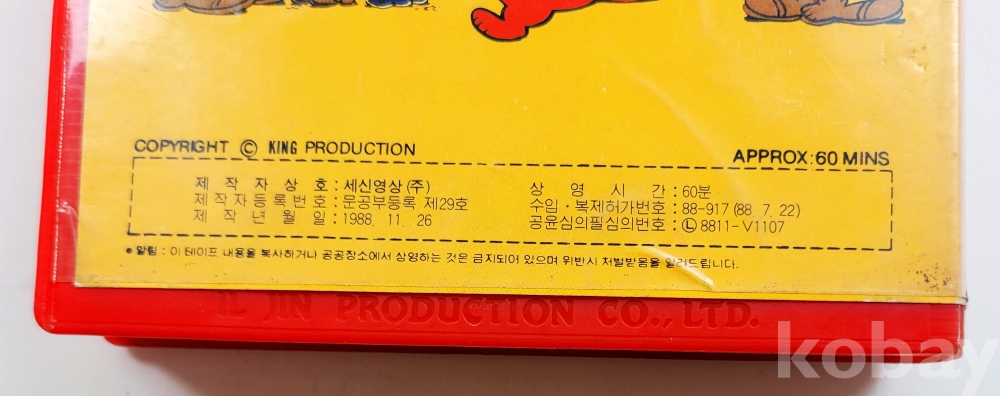 COPYRIGHT © KING PRODUCTION
APPROX:60 MINS
제 작 자 상 호 : 세신영상 (주)
제작자등록번호 : 문공부등록 제29호
제 작 년 월 일 : 1988. 11. 26
상 영 시 간 : 60분
수입·복제허가번호 : 88-917 (88. 7. 22)
공윤심의필심의번호 : Ⓛ8811-V1107
● 알림 : 이 테이프 내용을 복사하거나 공공장소에서 상영하는 것은 금지되어 있으며 위반시 처벌받음을 알려드립니다.
IL JIN PRODUCTION CO., LTD.
kobay